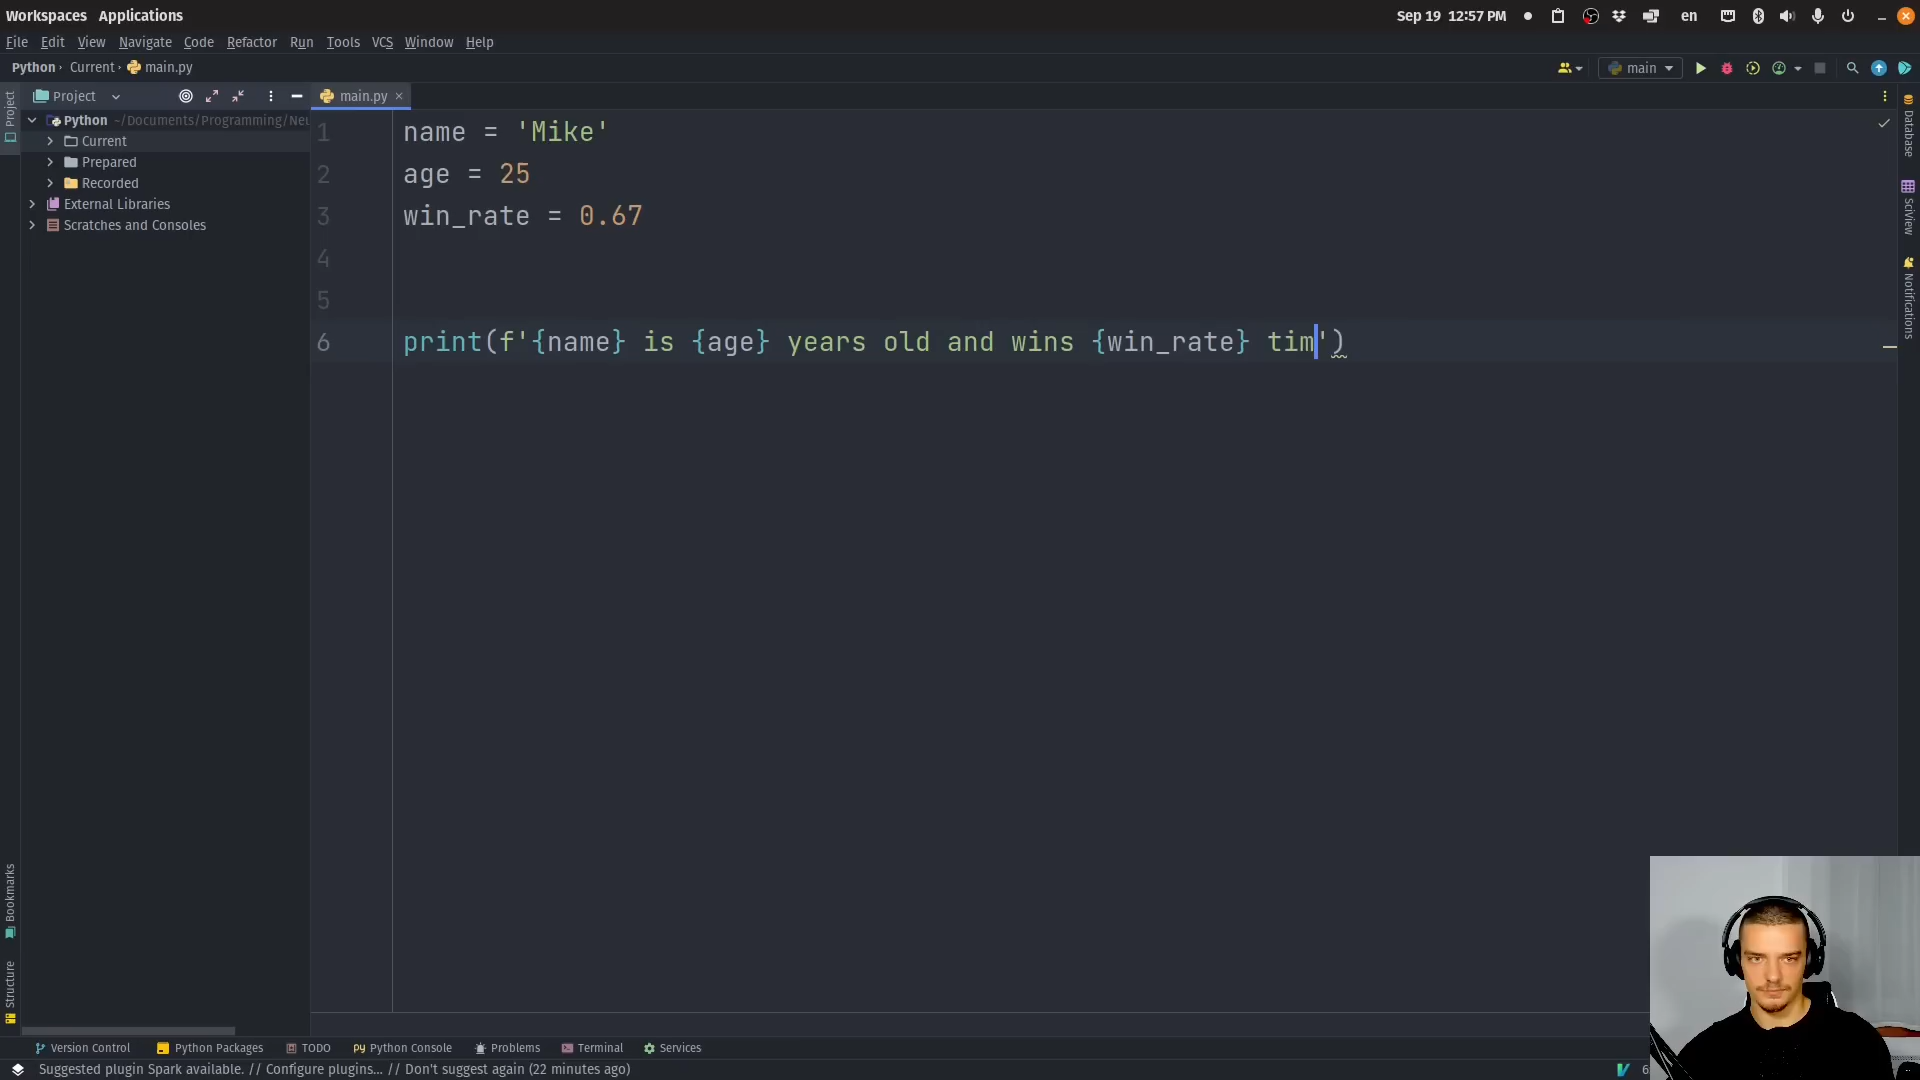 Workspaces Applications
Sep 19 12:57 PM
en
File Edit View Navigate Code Refactor Run Tools VCS Window Help
Python Current main.py
main
Project
main.py
Python ~/Documents/Programming/Neu
Current
Prepared
Recorded
External Libraries
Scratches and Consoles
1 name = 'Mike'
2 age = 25
3 win_rate = 0.67
4
5
6 print(f'{name} is {age} years old and wins {win_rate} tim')
Project
Bookmarks
Structure
Database
SciView
Notifications
Version Control Python Packages TODO Python Console Problems Terminal Services
Suggested plugin Spark available. // Configure plugins... // Don't suggest again (22 minutes ago)